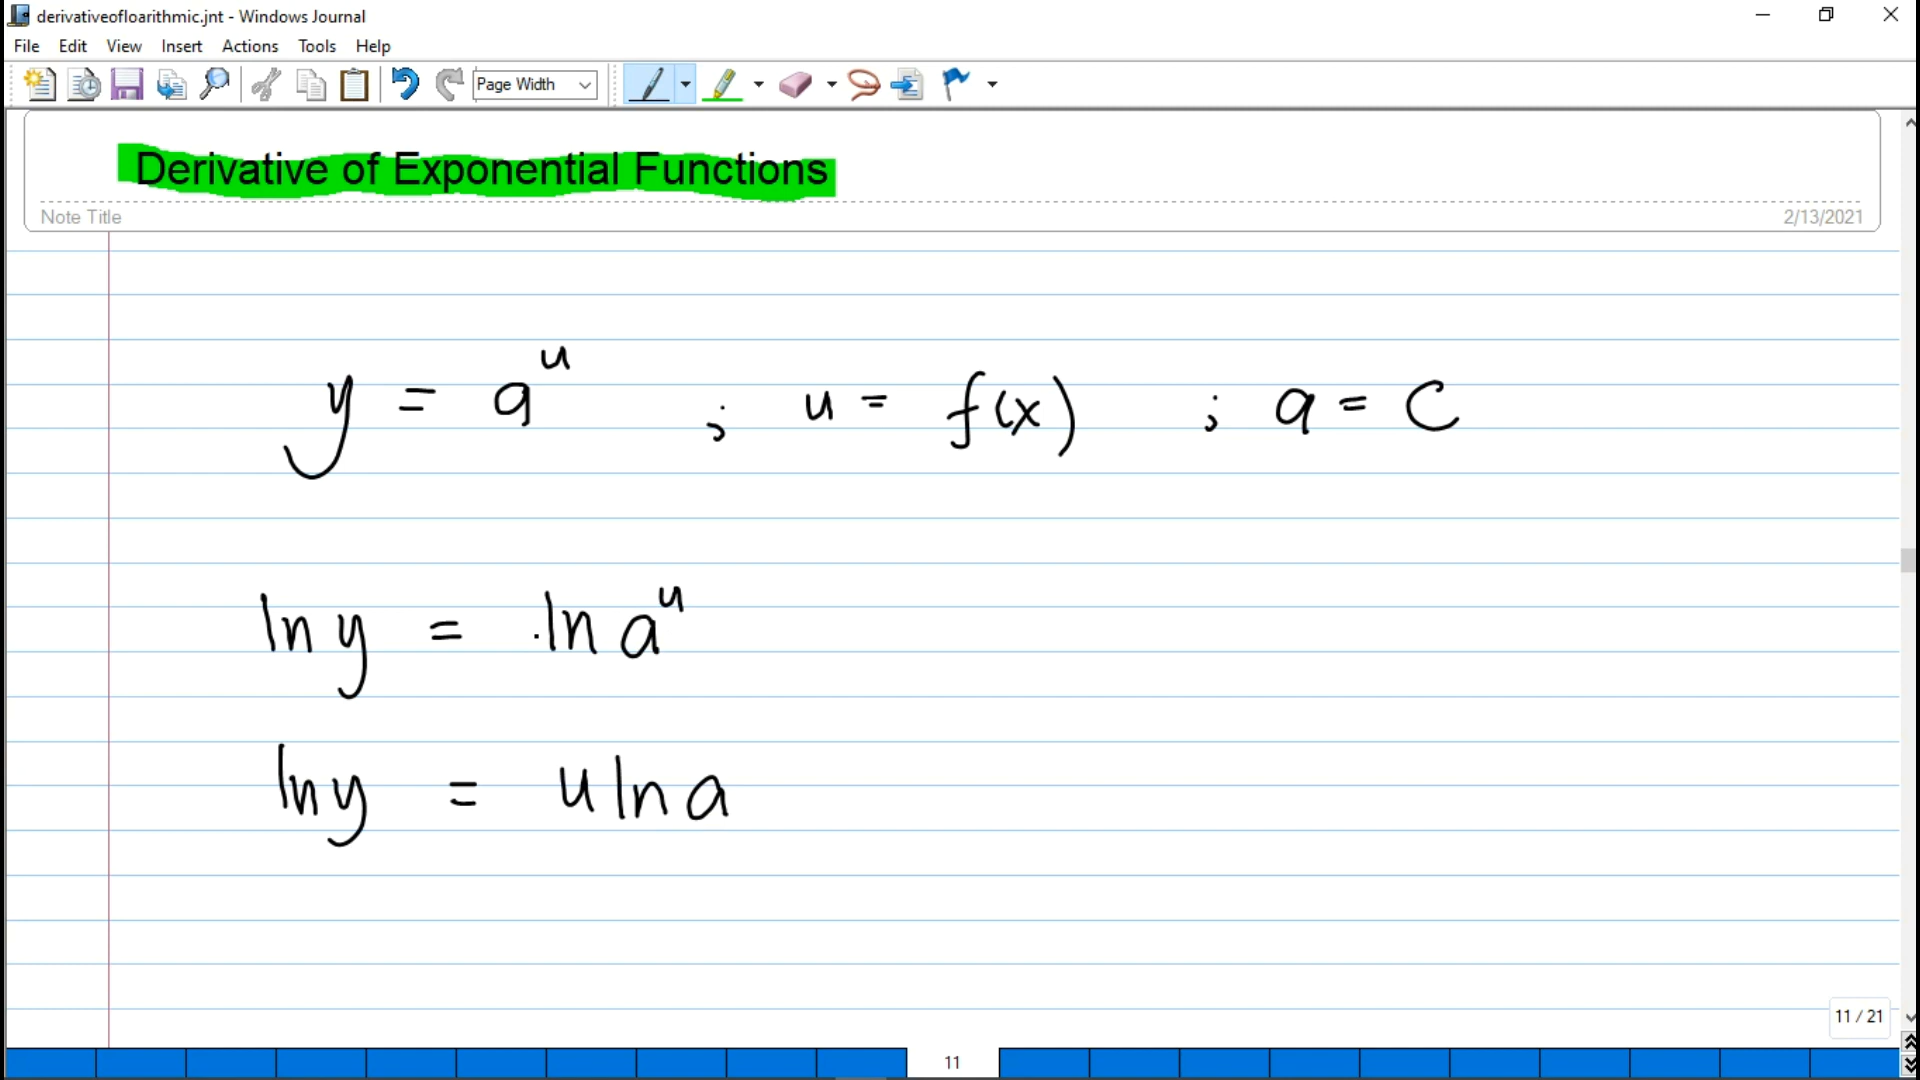 derivativeofloarithmic.jnt - Windows Journal
File Edit View Insert Actions Tools Help
Page Width
Derivative of Exponential Functions
Note Title 2/13/2021
y = a^u ; u = f(x) ; a = C
ln y = .ln a^u
ln y = u ln a
11 / 21
11